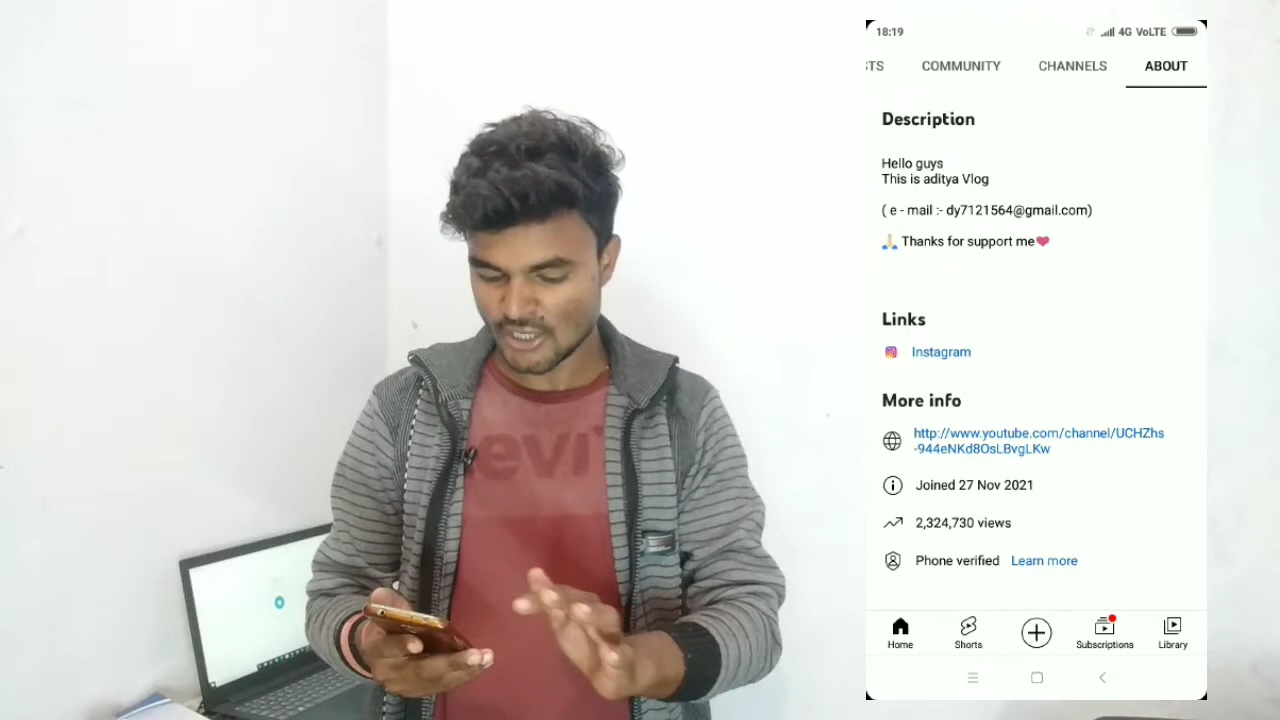 18:19
4G VoLTE
STS COMMUNITY CHANNELS ABOUT
Description
Hello guys
This is aditya Vlog
( e - mail :- dy7121564@gmail.com)
🙏 Thanks for support me❤
Links
Instagram
More info
http://www.youtube.com/channel/UCHZhs
-944eNKd8OsLBvgLKw
Joined 27 Nov 2021
2,324,730 views
Phone verified Learn more
Home Shorts Subscriptions Library